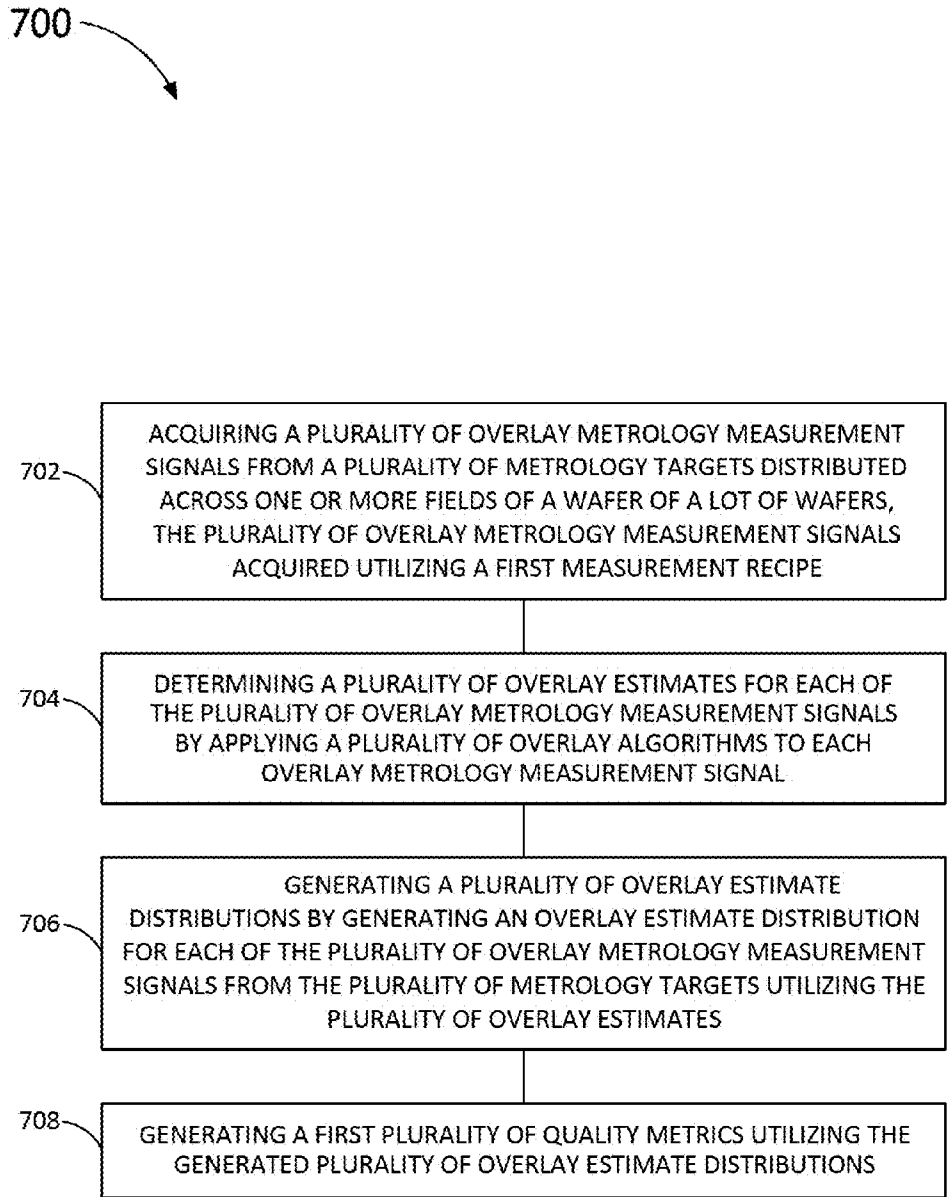 700
702
ACQUIRING A PLURALITY OF OVERLAY METROLOGY MEASUREMENT
SIGNALS FROM A PLURALITY OF METROLOGY TARGETS DISTRIBUTED
ACROSS ONE OR MORE FIELDS OF A WAFER OF A LOT OF WAFERS,
THE PLURALITY OF OVERLAY METROLOGY MEASUREMENT SIGNALS
ACQUIRED UTILIZING A FIRST MEASUREMENT RECIPE
704
DETERMINING A PLURALITY OF OVERLAY ESTIMATES FOR EACH OF
THE PLURALITY OF OVERLAY METROLOGY MEASUREMENT SIGNALS
BY APPLYING A PLURALITY OF OVERLAY ALGORITHMS TO EACH
OVERLAY METROLOGY MEASUREMENT SIGNAL
706
GENERATING A PLURALITY OF OVERLAY ESTIMATE
DISTRIBUTIONS BY GENERATING AN OVERLAY ESTIMATE DISTRIBUTION
FOR EACH OF THE PLURALITY OF OVERLAY METROLOGY MEASUREMENT
SIGNALS FROM THE PLURALITY OF METROLOGY TARGETS UTILIZING THE
PLURALITY OF OVERLAY ESTIMATES
708
GENERATING A FIRST PLURALITY OF QUALITY METRICS UTILIZING THE
GENERATED PLURALITY OF OVERLAY ESTIMATE DISTRIBUTIONS